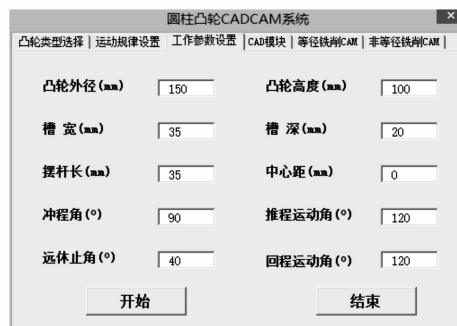 圆柱凸轮CADCAM系统
凸轮类型选择 运动规律设置 工作参数设置 CAD模块 等径铣削CAM 非等径铣削CAM
凸轮外径(mm) 150 凸轮高度(mm) 100
槽 宽(mm) 35 槽 深(mm) 20
摆杆长(mm) 35 中心距(mm) 0
冲程角(º) 90 推程运动角(º) 120
远休止角(º) 40 回程运动角(º) 120
开始 结束